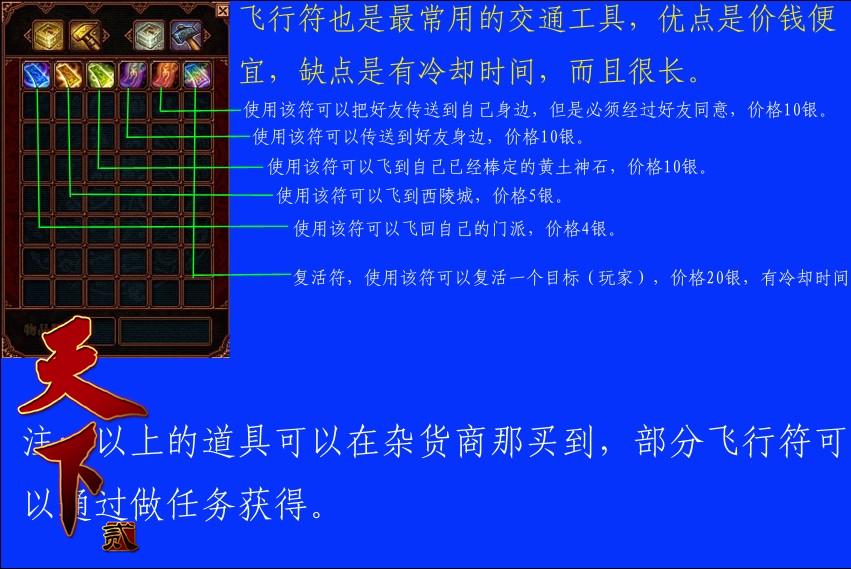 飞行符也是最常用的交通工具，优点是价钱便
宜，缺点是有冷却时间，而且很长。
使用该符可以把好友传送到自己身边，但是必须经过好友同意，价格10银。
使用该符可以传送到好友身边，价格10银。
使用该符可以飞到自己已经棒定的黄土神石，价格10银。
使用该符可以飞到西陵城，价格5银。
使用该符可以飞回自己的门派，价格4银。
复活符，使用该符可以复活一个目标（玩家），价格20银，有冷却时间
物品
天下
贰
注：以上的道具可以在杂货商那买到，部分飞行符可
以通过做任务获得。